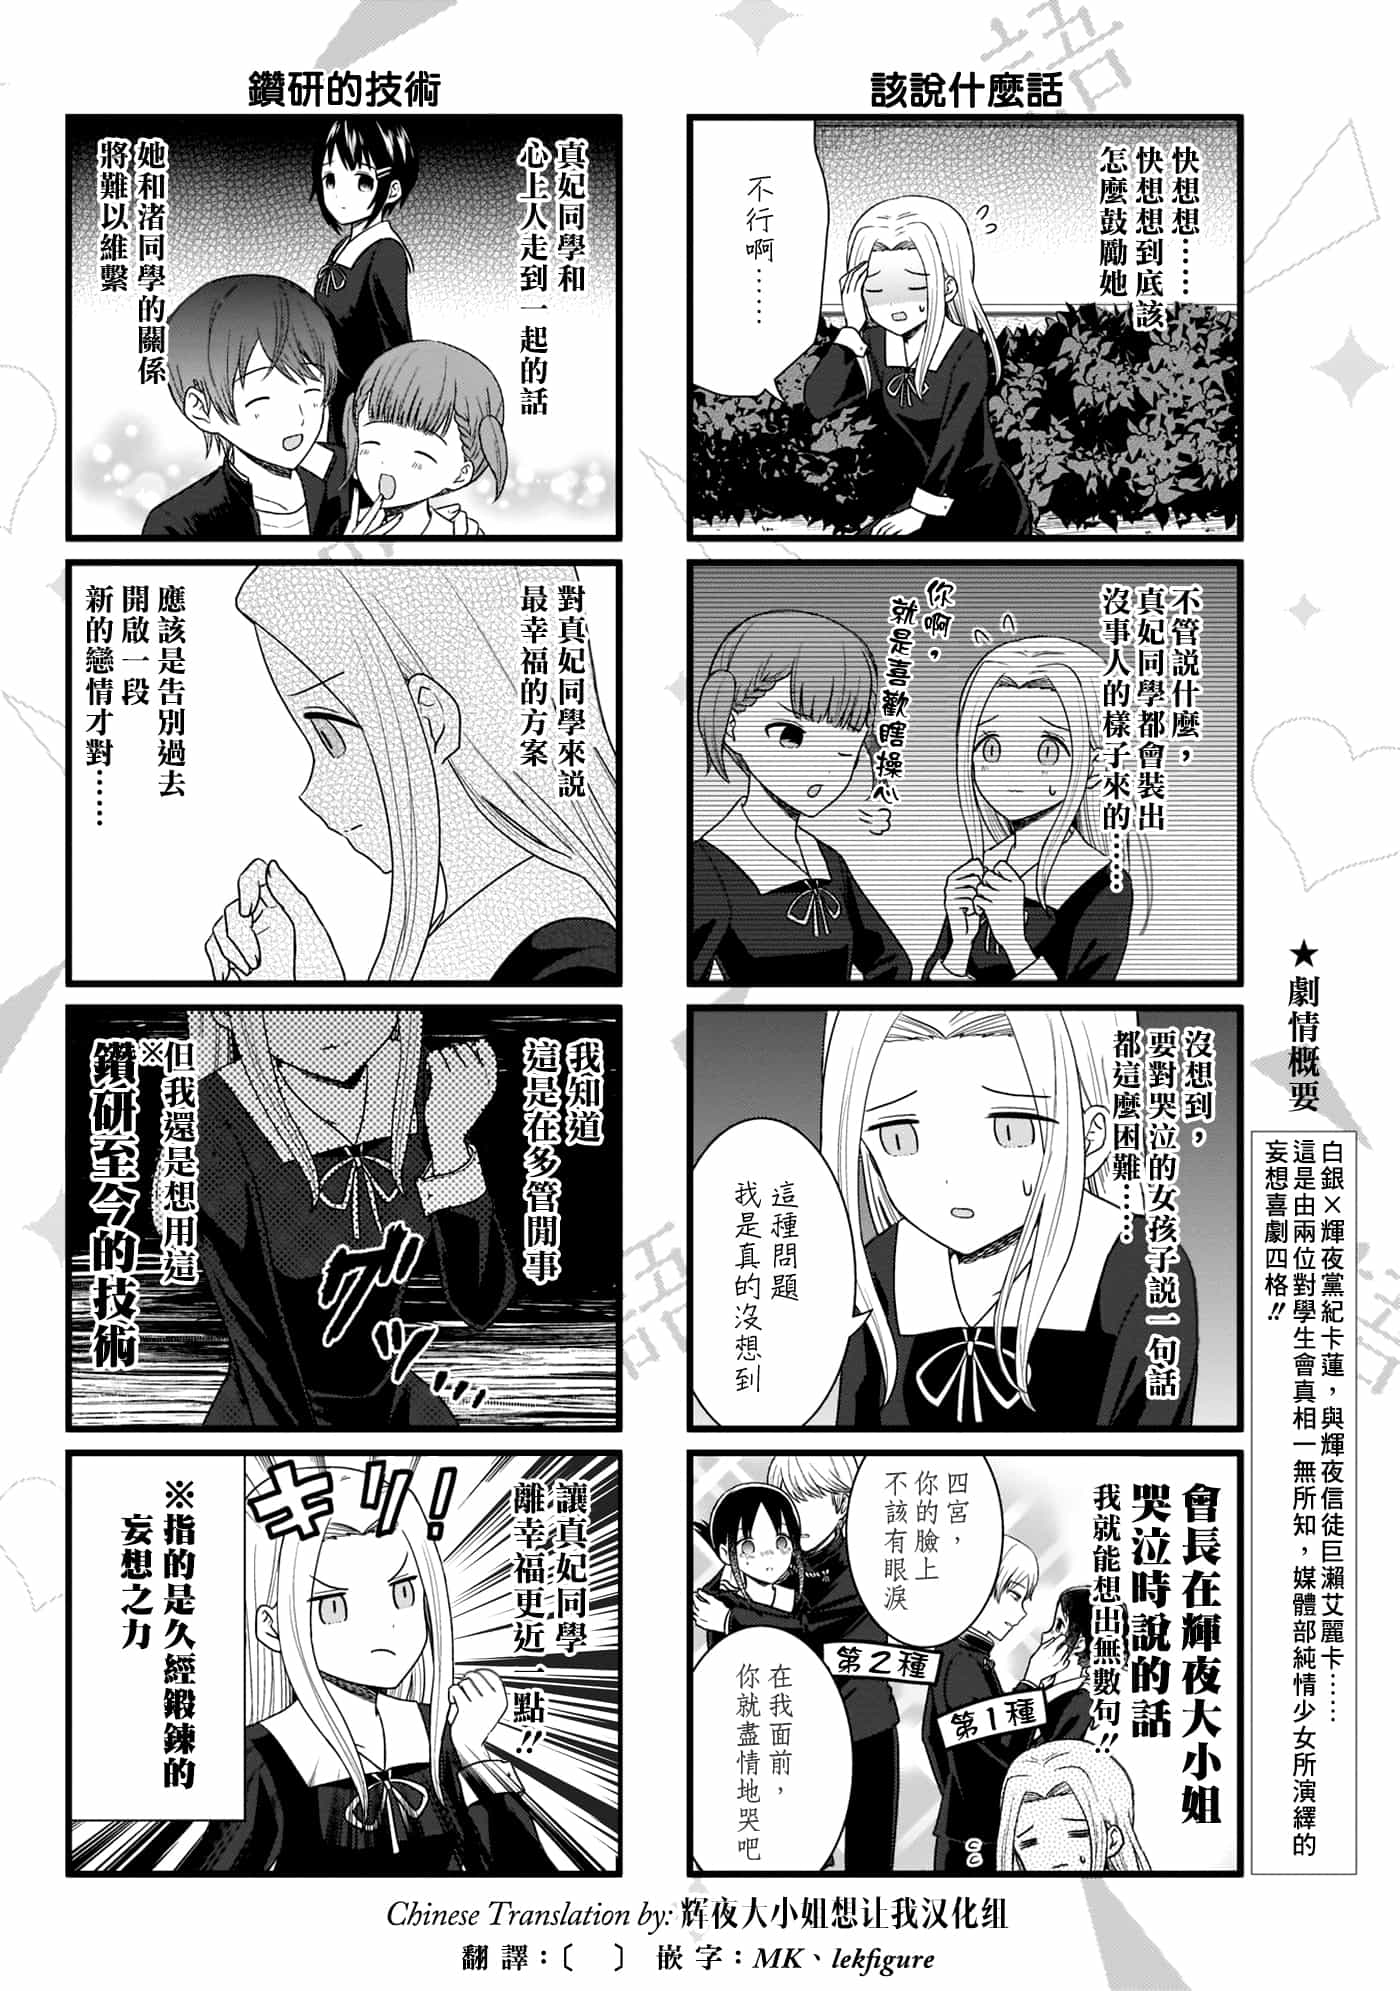 該說什麼話
快想想……
快想想到底該
怎麼鼓勵她
不行啊……
不管說什麼，
真妃同學都會裝出
沒事人的樣子來的……
你啊，
就是喜歡瞎操心
沒想到，
要對哭泣的女孩子說一句話
都這麼困難……
這種問題
我是真的沒想到
會長在輝夜大小姐
哭泣時說的話
我就能想出無數句!!
四宮，
你的臉上
不該有眼淚
第1種
第2種
在我面前，
你就盡情地哭吧
鑽研的技術
真妃同學和
心上人走到一起的話
她和渚同學的關係
將難以維繫
對真妃同學來說
最幸福的方案
應該是告別過去
開啟一段
新的戀情才對……
我知道
這是在多管閒事
但我還是想用這
※
鑽研至今的技術
グッ…
讓真妃同學
離幸福更近一點!!
キリ!
※指的是久經鍛鍊的
妄想之力
★劇情概要
白銀×輝夜黨紀卡蓮，與輝夜信徒巨瀨艾麗卡……
這是由兩位對學生會真相一無所知，媒體部純情少女所演繹的
妄想喜劇四格!!
Chinese Translation by: 辉夜大小姐想让我汉化组
翻譯：〔 〕 嵌字：MK、lekfigure